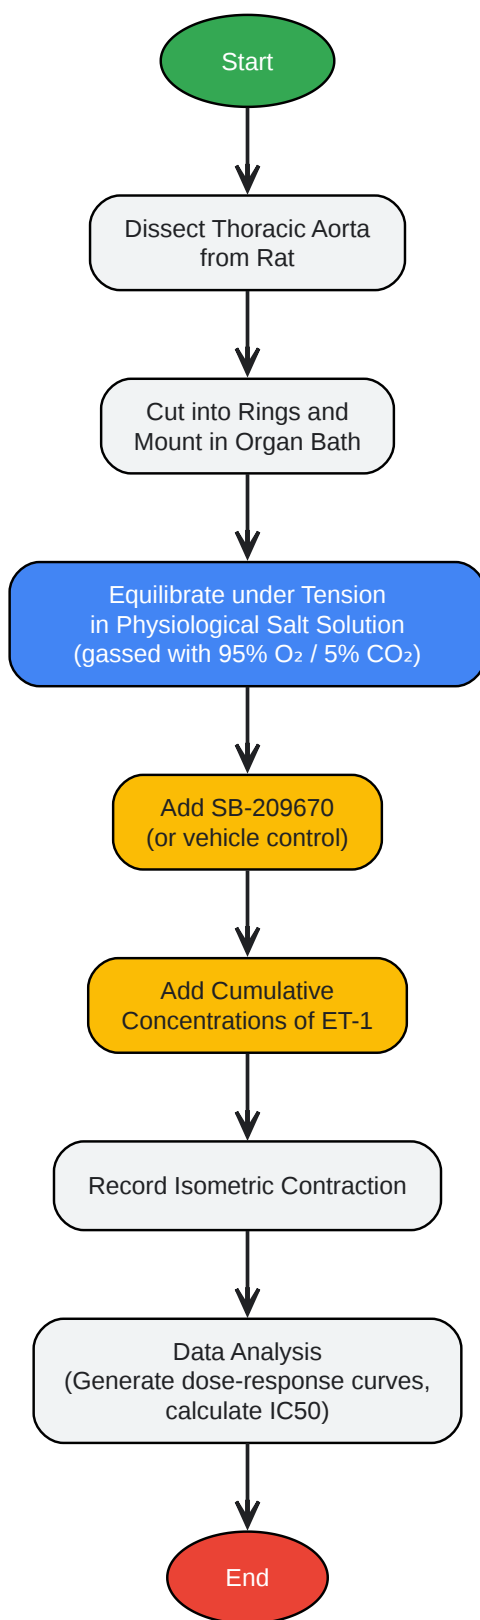 Start
Dissect Thoracic Aorta
from Rat
Cut into Rings and
Mount in Organ Bath
Equilibrate under Tension
in Physiological Salt Solution
(gassed with 95% O₂ / 5% CO₂)
Add SB-209670
(or vehicle control)
Add Cumulative
Concentrations of ET-1
Record Isometric Contraction
Data Analysis
(Generate dose-response curves,
calculate IC50)
End